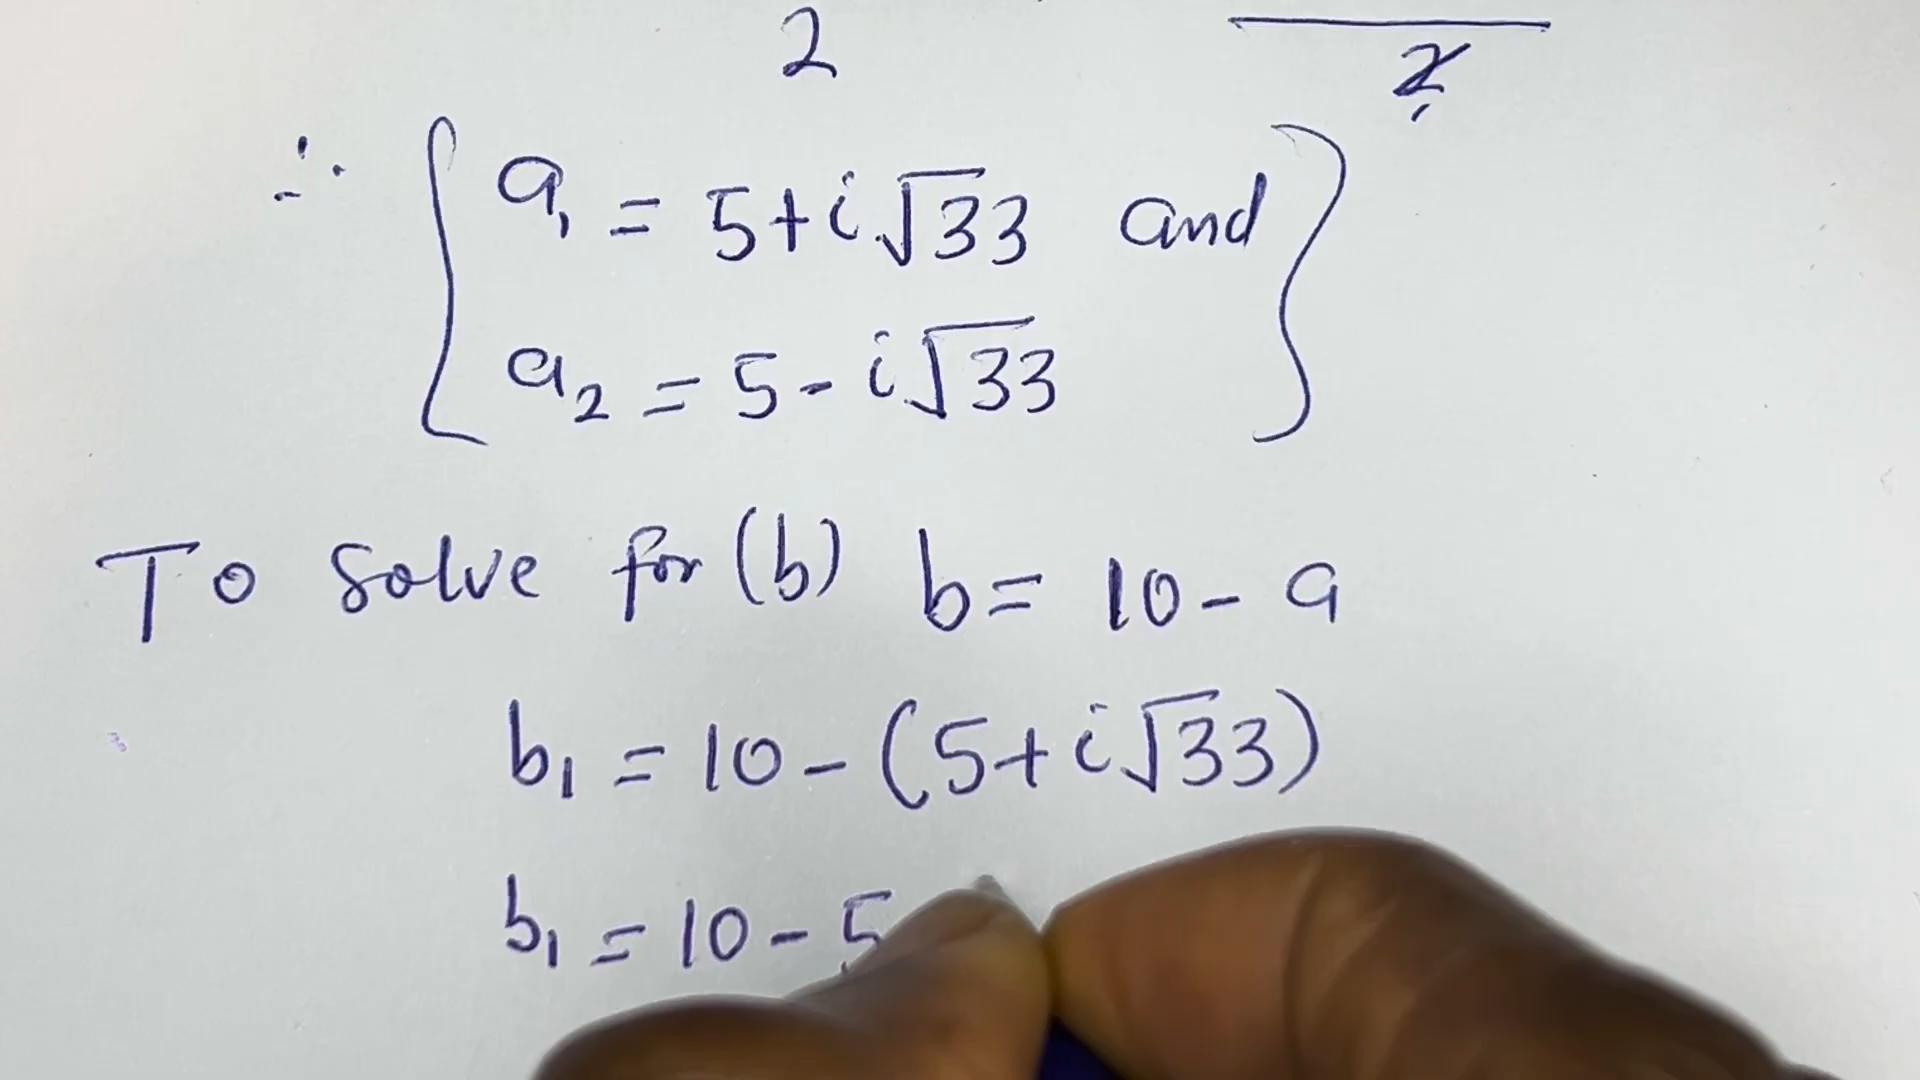 2 2
∴ { a₁ = 5+i√33 and
a₂ = 5-i√33 }
To solve for (b) b = 10 - a
b₁ = 10 - (5+i√33)
b₁ = 10 - 5